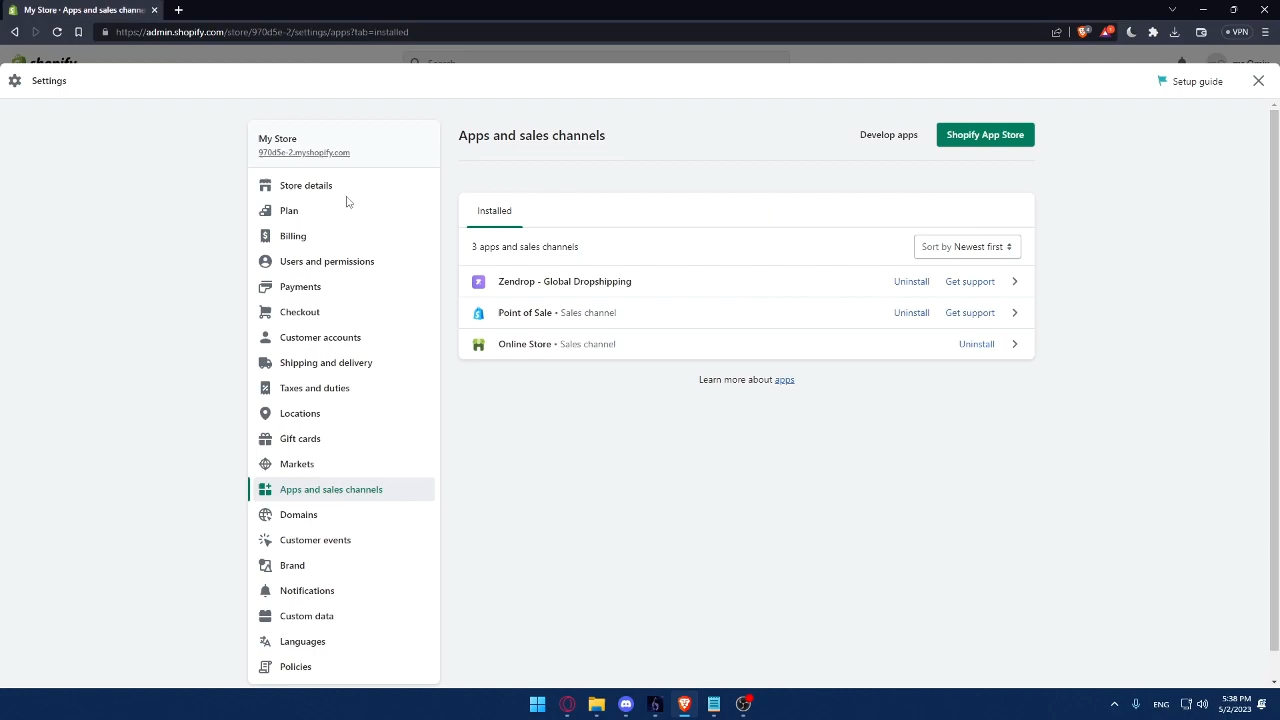 My Store · Apps and sales channe
https://admin.shopify.com/store/970d5e-2/settings/apps?tab=installed
VPN
Settings
Setup guide
My Store
970d5e-2.myshopify.com
Store details
Plan
Billing
Users and permissions
Payments
Checkout
Customer accounts
Shipping and delivery
Taxes and duties
Locations
Gift cards
Markets
Apps and sales channels
Domains
Customer events
Brand
Notifications
Custom data
Languages
Policies
Apps and sales channels
Develop apps
Shopify App Store
Installed
3 apps and sales channels
Sort by Newest first
Zendrop - Global Dropshipping
Uninstall
Get support
Point of Sale • Sales channel
Uninstall
Get support
Online Store • Sales channel
Uninstall
Learn more about apps
ENG
5:38 PM
5/2/2023